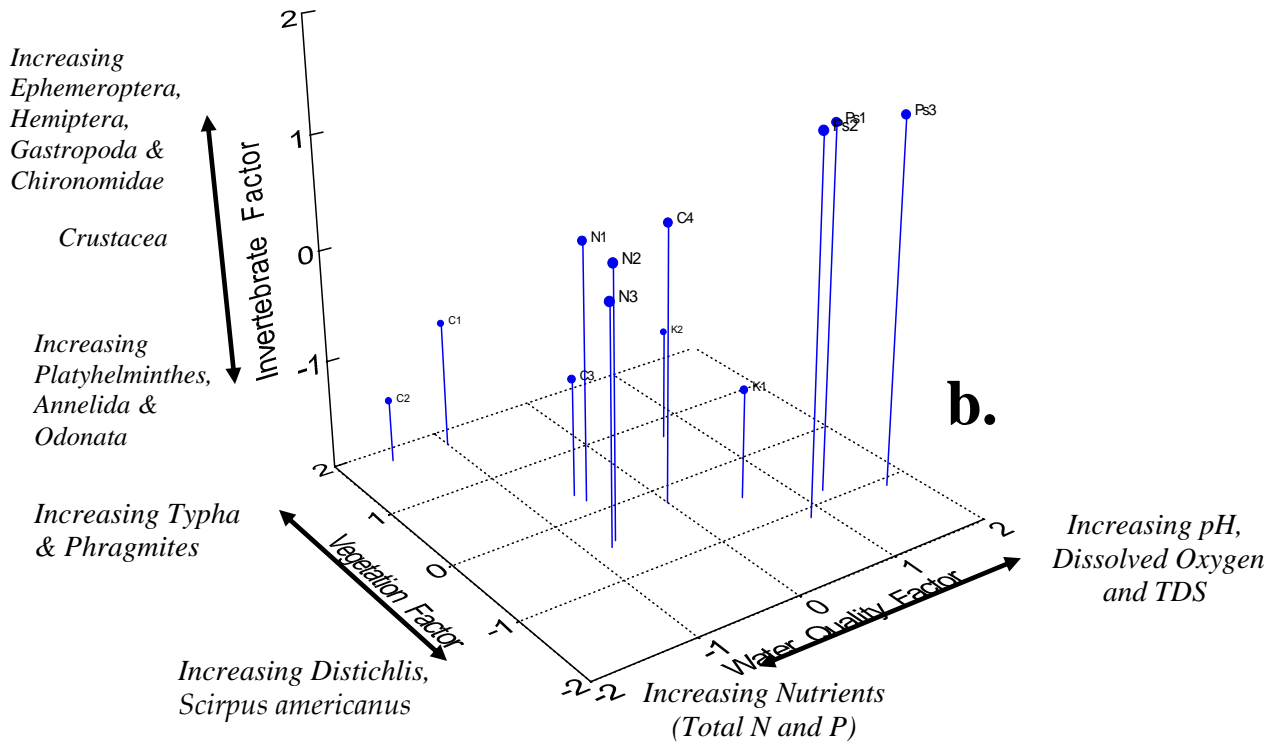 2
Increasing
Ephemeroptera,
Hemiptera,
Gastropoda &
Chironomidae
Crustacea
Increasing
Platyhelminthes,
Annelida &
Odonata
1
0
-1
Invertebrate Factor
Ps1
Ps2
Ps3
C4
N1
N2
N3
K2
C1
C3
K1
C2
b.
2
1
0
-1
-2
Vegetation Factor
Increasing Typha
& Phragmites
Increasing Distichlis,
Scirpus americanus
-2
-1
0
1
2
Water Quality Factor
Increasing pH,
Dissolved Oxygen
and TDS
Increasing Nutrients
(Total N and P)